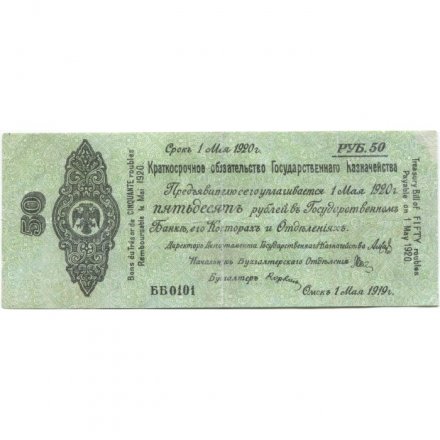 50
Bons du Trésor de CINQUANTE roubles
Remboursable le 1 Mai 1920.
Срокъ 1 Мая 1920г.
РУБ. 50
Краткосрочное обязательство Государственнаго Казначейства
Предъявителю сего уплачивается 1 Мая 1920г.
пятьдесятъ рублей въ Государственномъ
Банкѣ, его Конторахъ и Отдѣленіяхъ.
Директоръ Департамента Государственнаго Казначейства
Начальникъ Бухгалтерскаго Отдѣленія
Бухгалтеръ
ББ0101
Омскъ 1 Мая 1919г.
Treasury Bill of FIFTY roubles
Payable on 1 May 1920.